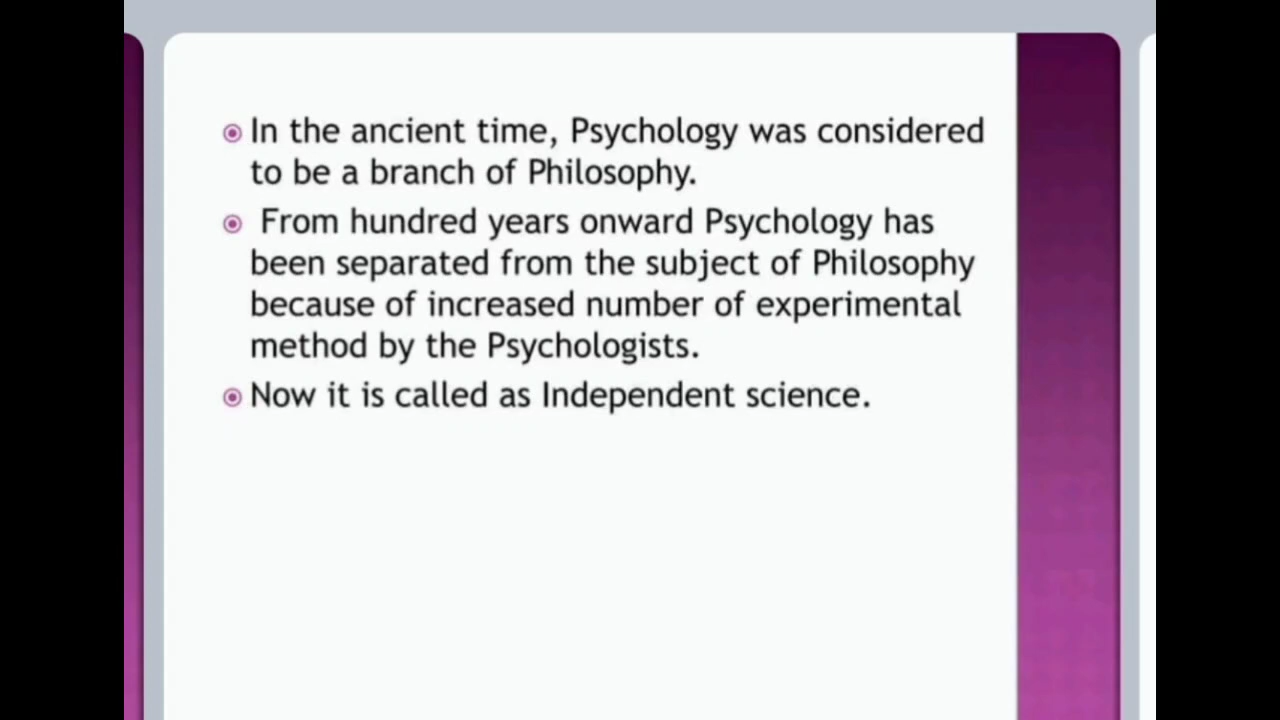 In the ancient time, Psychology was considered
to be a branch of Philosophy.
From hundred years onward Psychology has
been separated from the subject of Philosophy
because of increased number of experimental
method by the Psychologists.
Now it is called as Independent science.